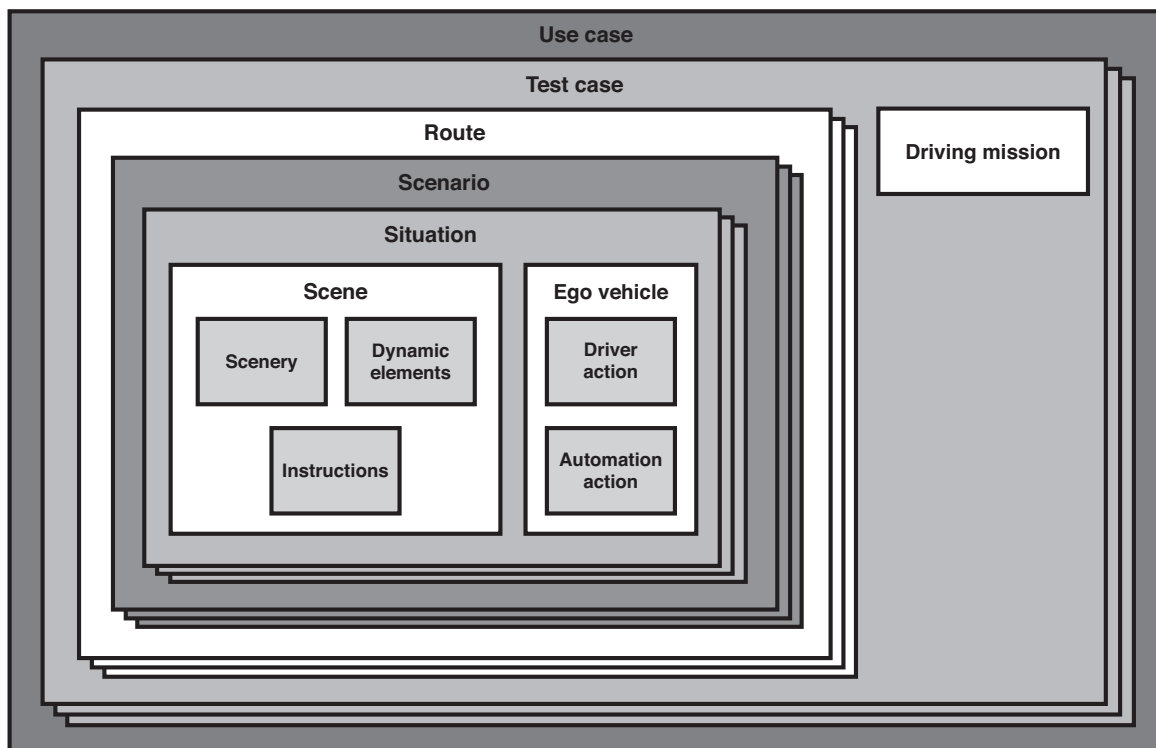 Use case
Test case
Route
Driving mission
Scenario
Situation
Scene
Ego vehicle
Scenery
Dynamic
elements
Driver
action
Instructions
Automation
action